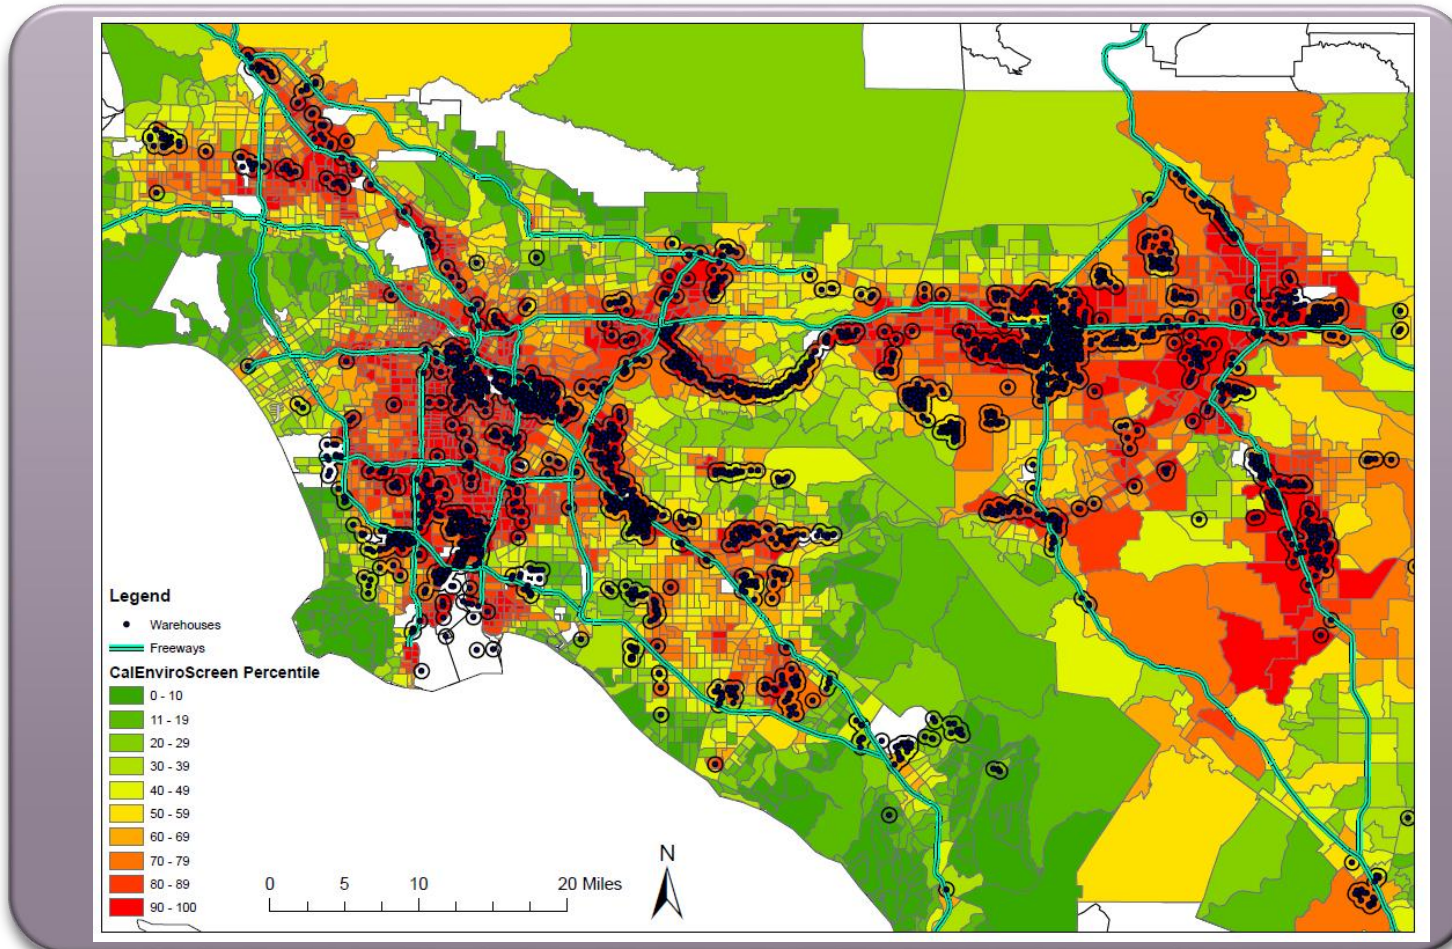 Legend
Warehouses
Freeways
CalEnviroScreen Percentile
0 - 10
11 - 19
20 - 29
30 - 39
40 - 49
50 - 59
60 - 69
70 - 79
80 - 89
90 - 100
0 5 10 20 Miles
N